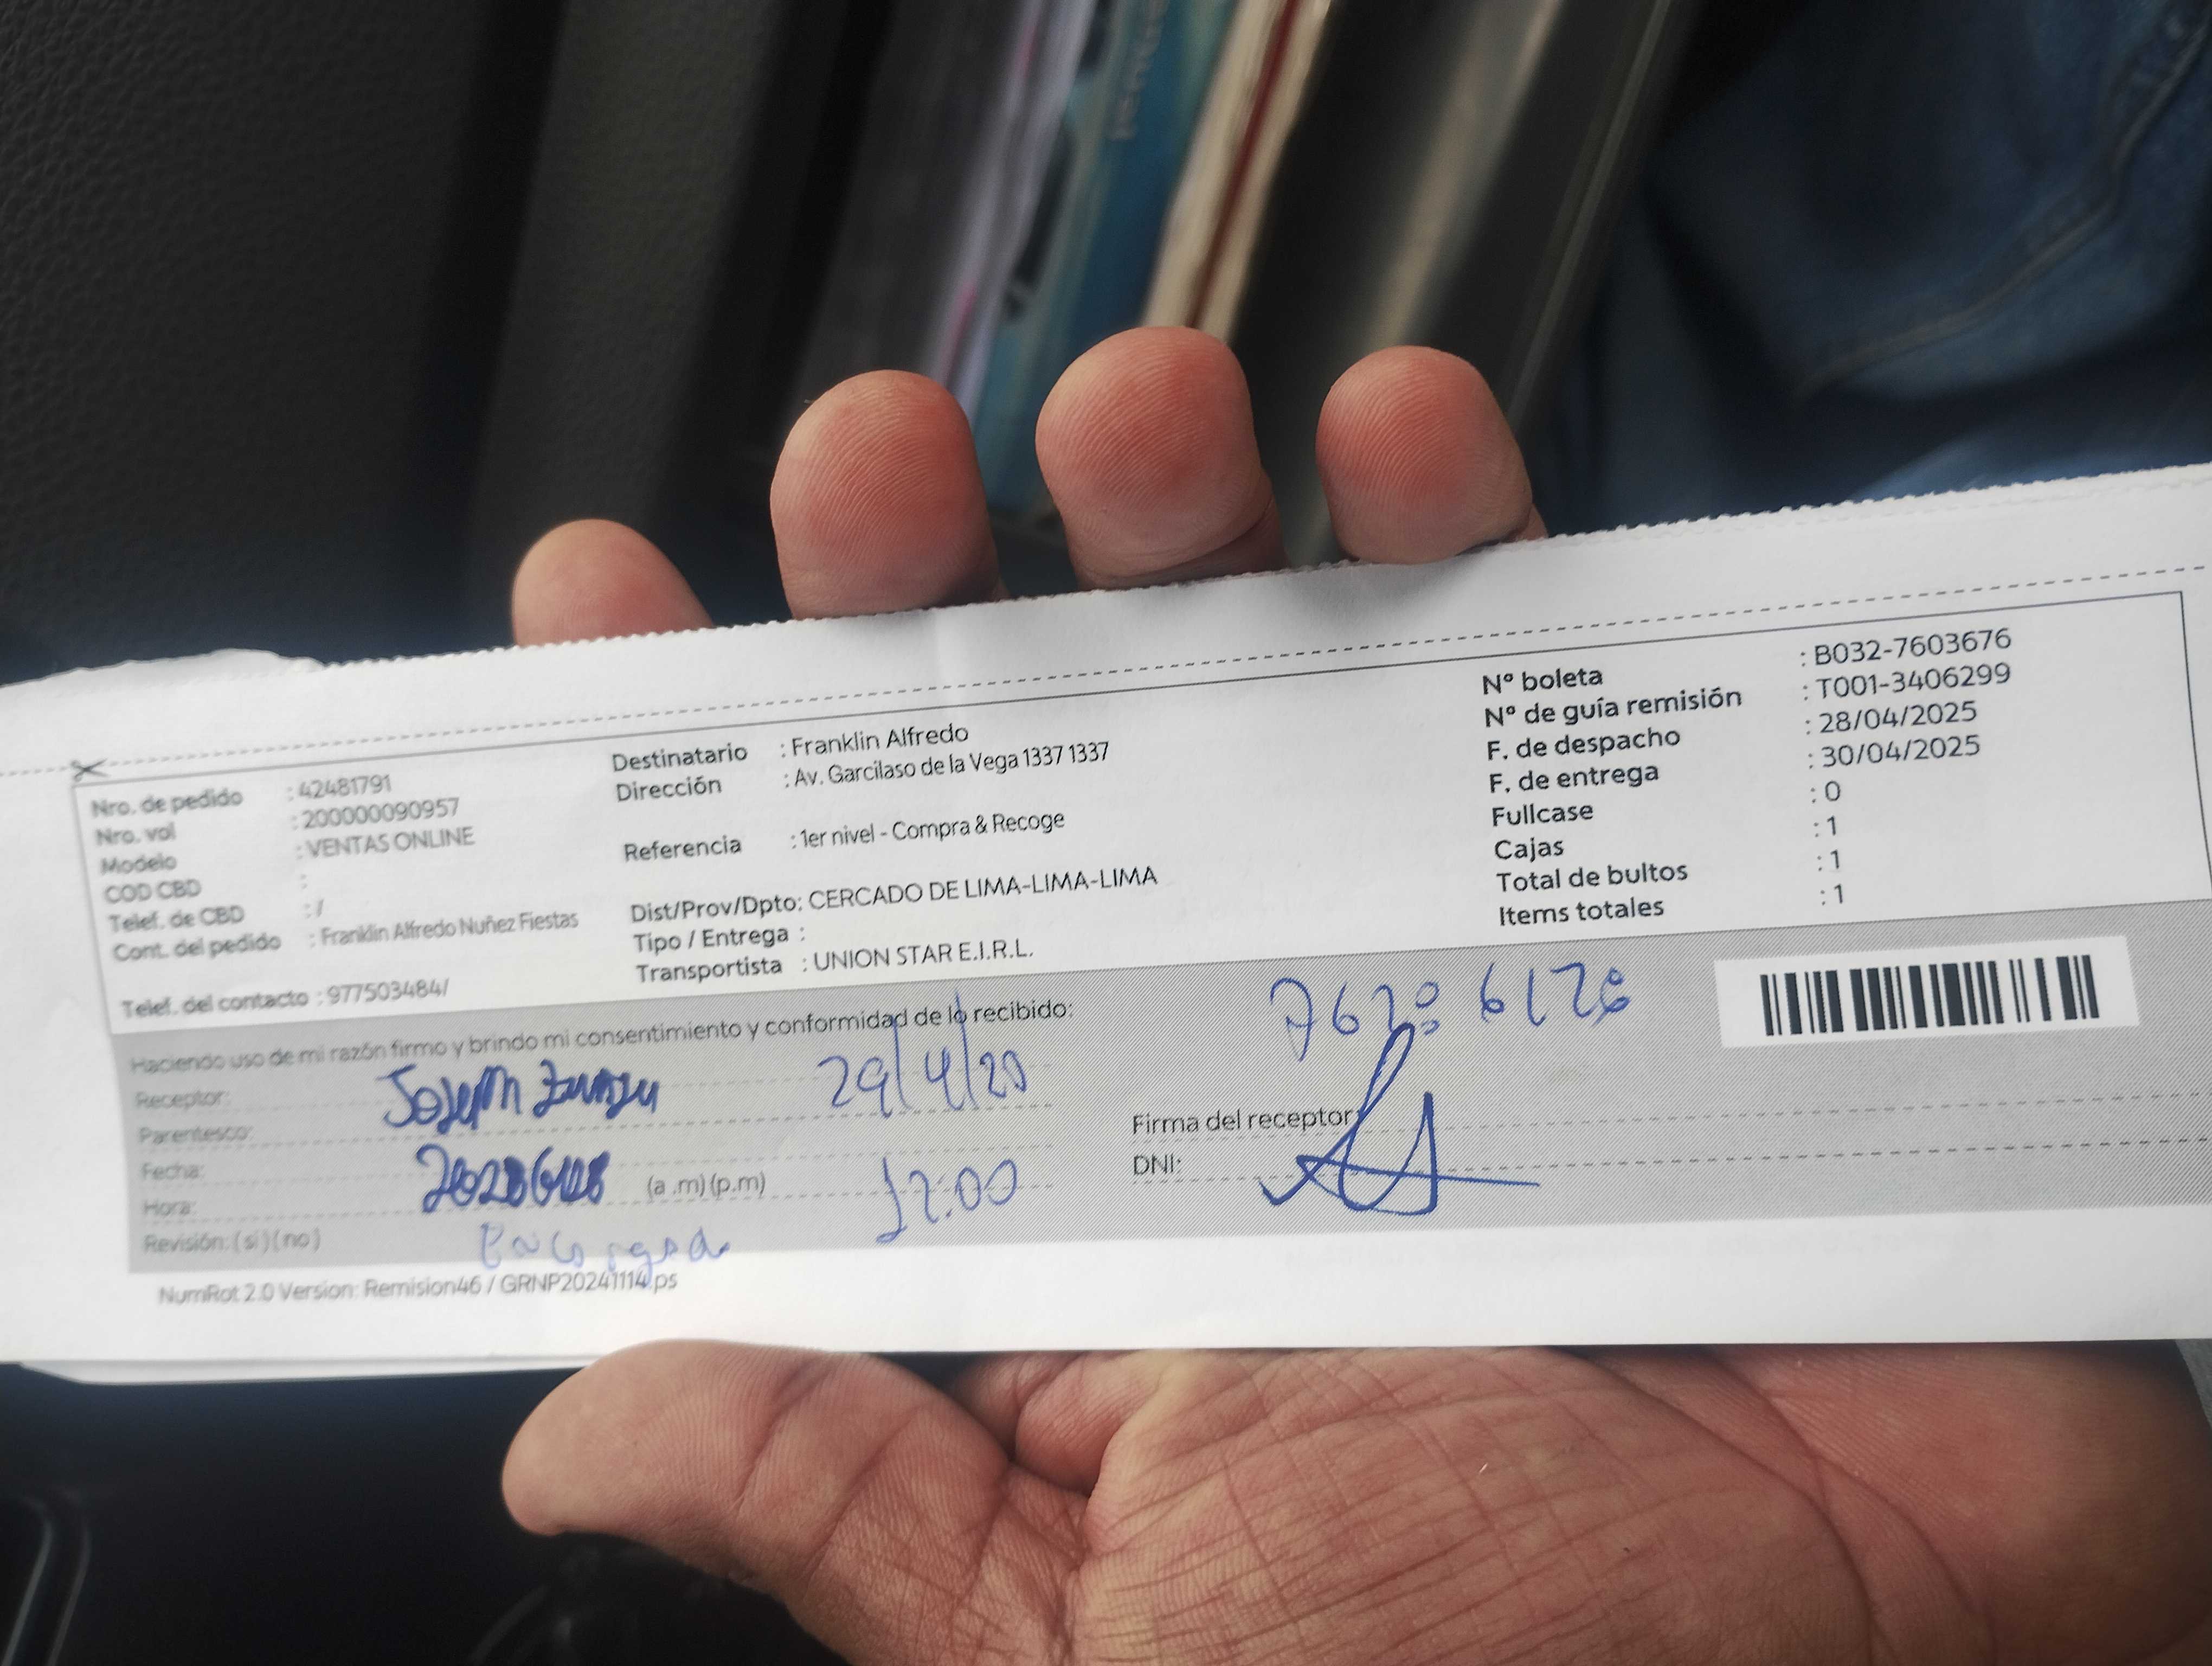 Nro. de pedido : 42481791
Nro. vol : 200000090957
Modelo : VENTAS ONLINE
COD CBD :
Telef. de CBD : /
Cont. del pedido : Franklin Alfredo Nuñez Fiestas
Telef. del contacto : 977503484/
Destinatario : Franklin Alfredo
Dirección : Av. Garcilaso de la Vega 1337 1337
Referencia : 1er nivel - Compra & Recoge
Dist/Prov/Dpto: CERCADO DE LIMA-LIMA-LIMA
Tipo / Entrega :
Transportista : UNION STAR E.I.R.L.
Nº boleta : B032-7603676
Nº de guía remisión : T001-3406299
F. de despacho : 28/04/2025
F. de entrega : 30/04/2025
Fullcase : 0
Cajas : 1
Total de bultos : 1
Items totales : 1
Haciendo uso de mi razón firmo y brindo mi consentimiento y conformidad de lo recibido:
Receptor: Joseph 29/4/20
Parentesco:
Fecha:
Hora: (a .m) (p.m) 12:00
Revisión: (si) (no)
Firma del receptor:
DNI:
NumRot 2.0 Version: Remision46 / GRNP20241114.ps